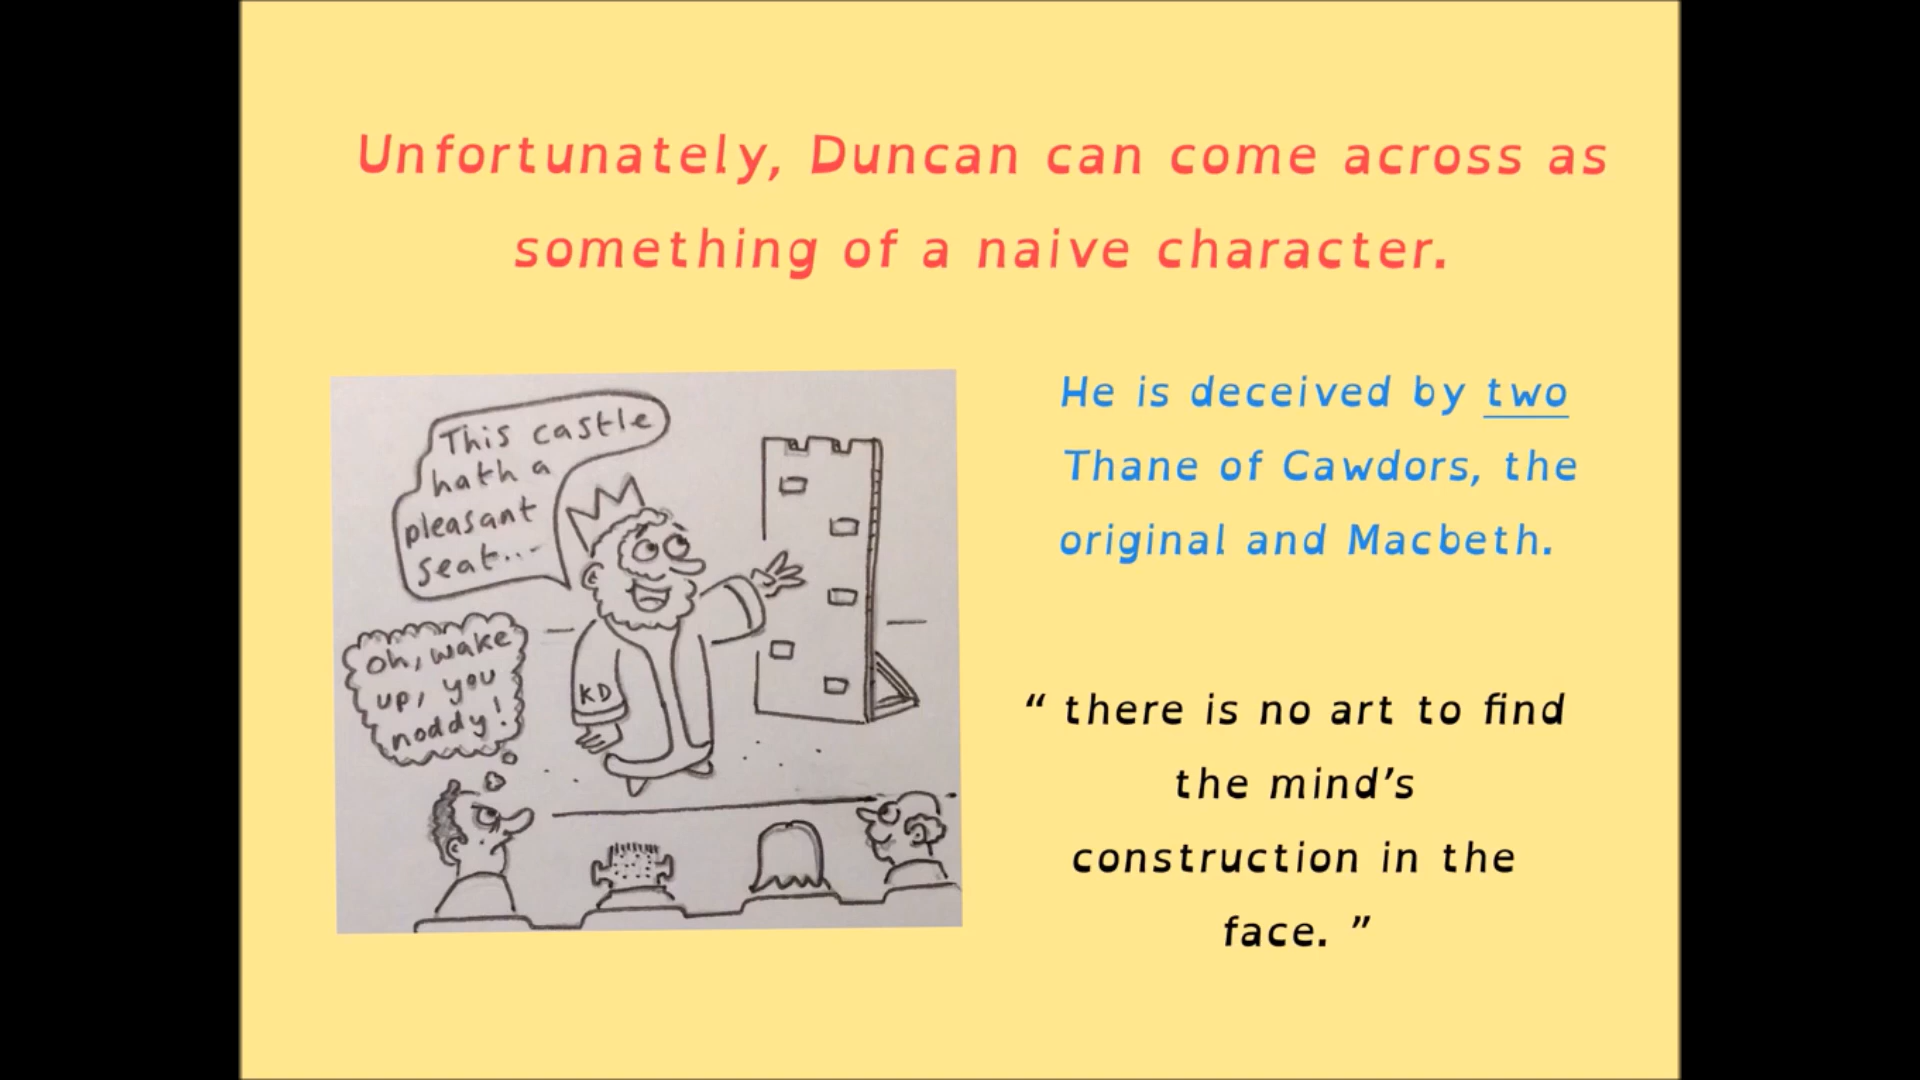 Unfortunately, Duncan can come across as
something of a naive character.
This castle
hath a
pleasant
seat...
Oh, wake
up, you
noddy!
KD
He is deceived by two
Thane of Cawdors, the
original and Macbeth.
“ there is no art to find
the mind’s
construction in the
face. ”